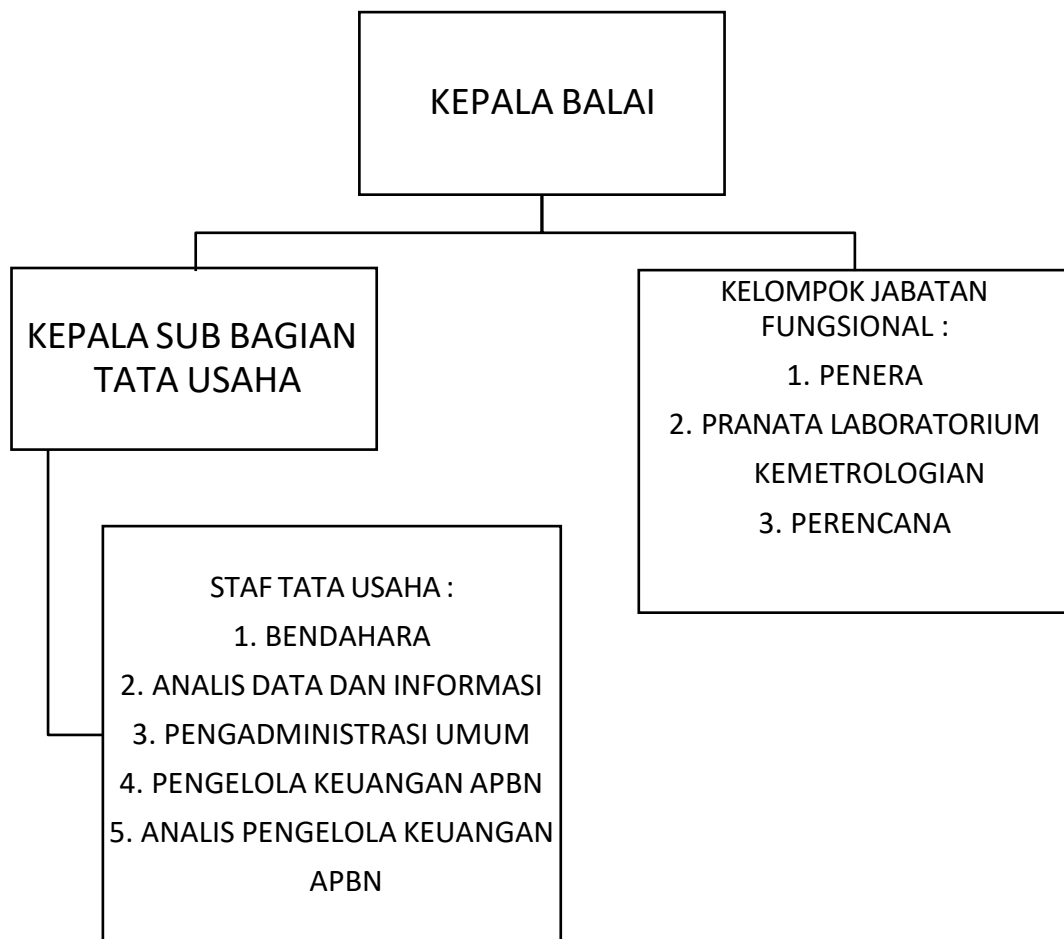 KEPALA BALAI
KEPALA SUB BAGIAN
TATA USAHA
KELOMPOK JABATAN
FUNGSIONAL :
1. PENERA
2. PRANATA LABORATORIUM
KEMETROLOGIAN
3. PERENCANA
STAF TATA USAHA :
1. BENDAHARA
2. ANALIS DATA DAN INFORMASI
3. PENGADMINISTRASI UMUM
4. PENGELOLA KEUANGAN APBN
5. ANALIS PENGELOLA KEUANGAN
APBN